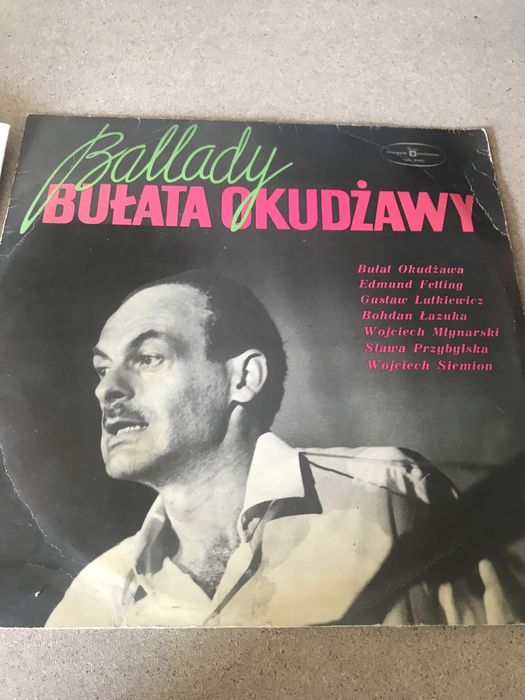 Ballady
BUŁATA OKUDŻAWY
Bułat Okudżawa
Edmund Fetting
Gustaw Lutkiewicz
Bohdan Łazuka
Wojciech Młynarski
Sława Przybylska
Wojciech Siemion